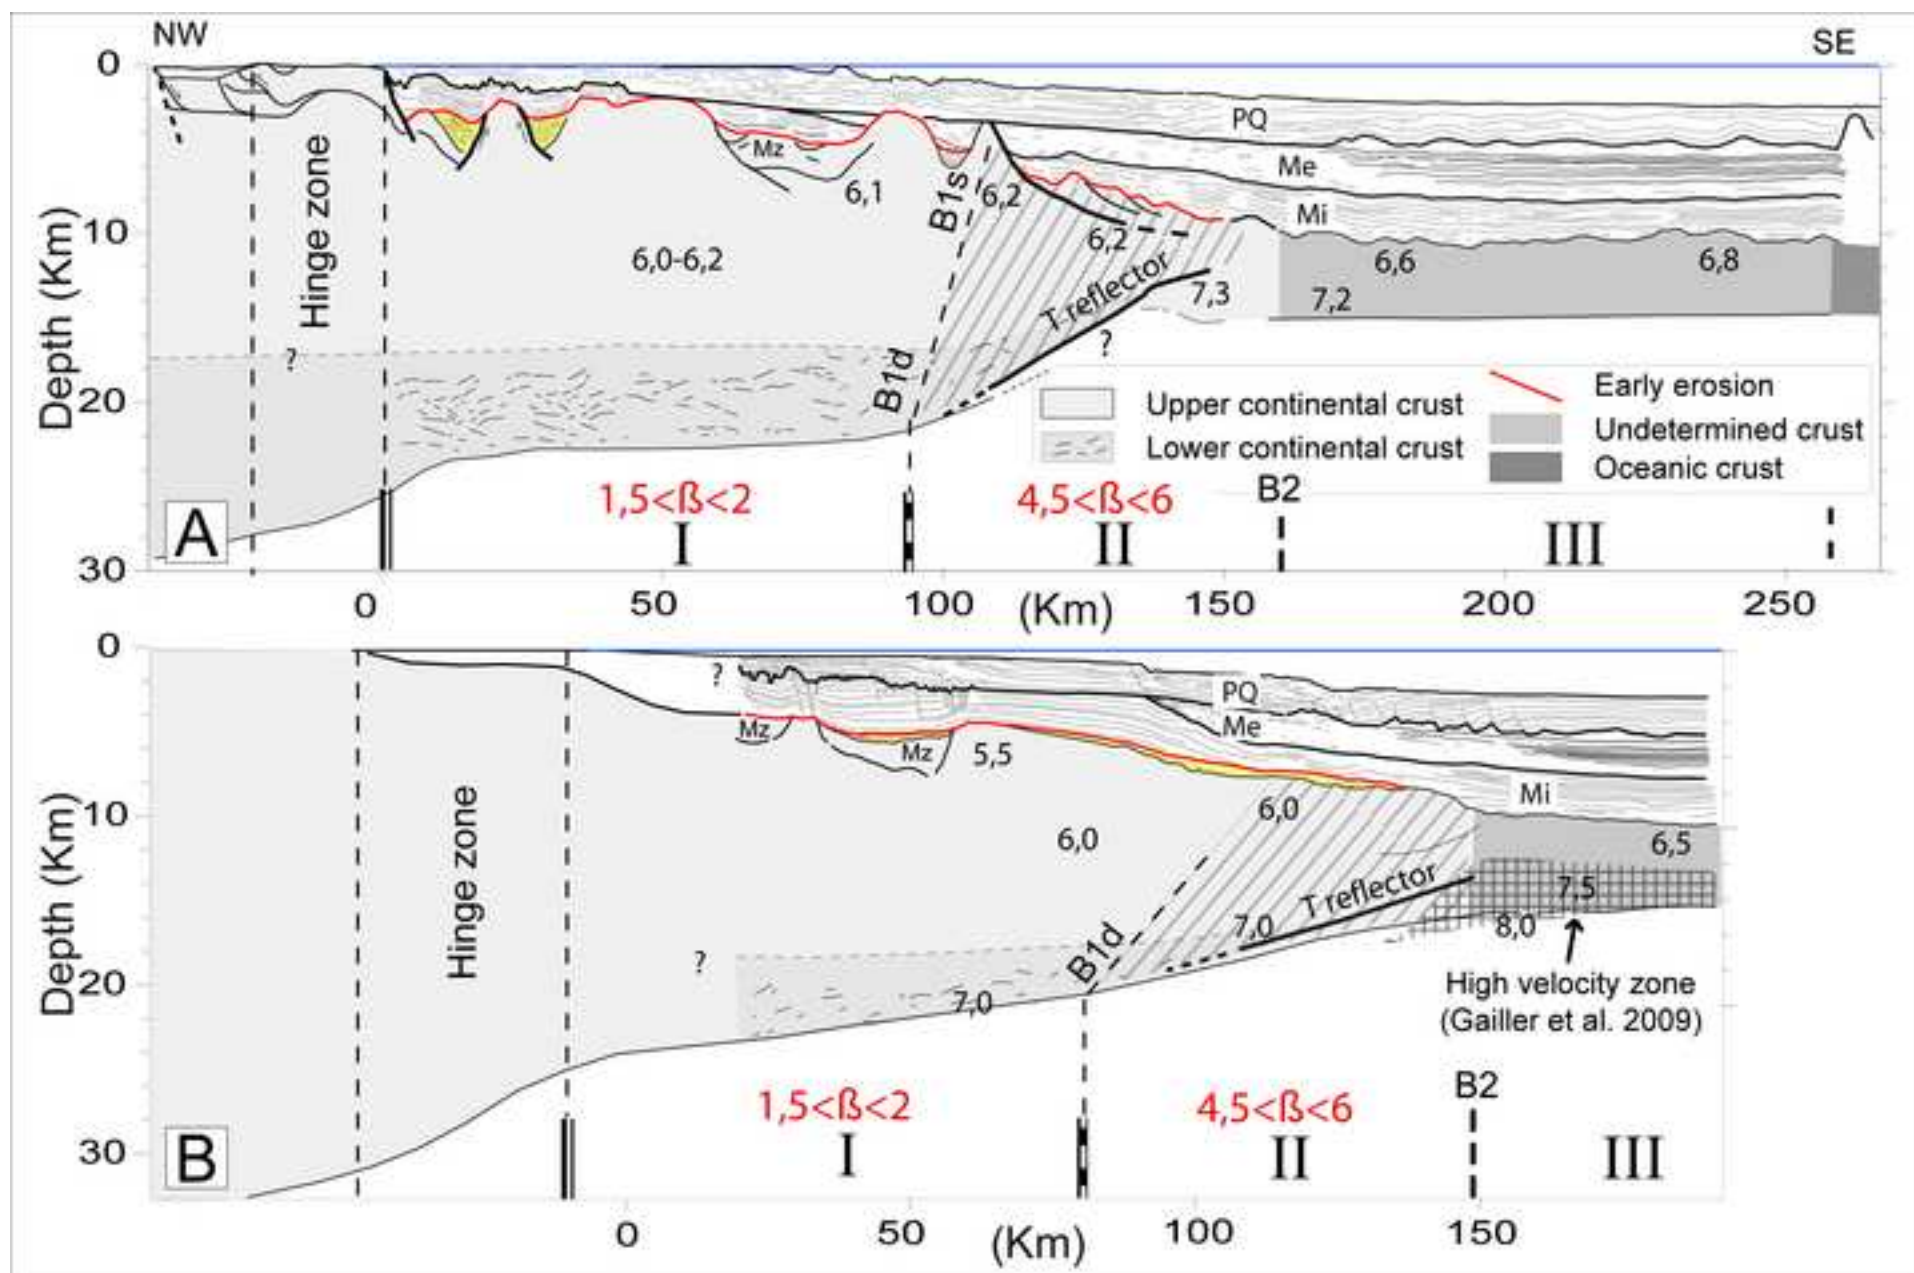 NW
SE
0
10
20
30
Depth (Km)
Hinge zone
?
PQ
Me
Mi
Mz
6,1
6,0-6,2
B1s
6,2
6,2
T reflector
7,3
?
6,6
6,8
7,2
B1d
Upper continental crust
Lower continental crust
Early erosion
Undetermined crust
Oceanic crust
A
1,5<ß<2
I
4,5<ß<6
II
B2
III
0
50
100
(Km)
150
200
250
0
10
20
30
Depth (Km)
Hinge zone
?
PQ
Me
Mi
Mz
Mz
5,5
6,0
6,0
6,5
7,5
8,0
T reflector
7,0
B1d
?
7,0
High velocity zone
(Gailler et al. 2009)
B
1,5<ß<2
I
4,5<ß<6
II
B2
III
0
50
(Km)
100
150